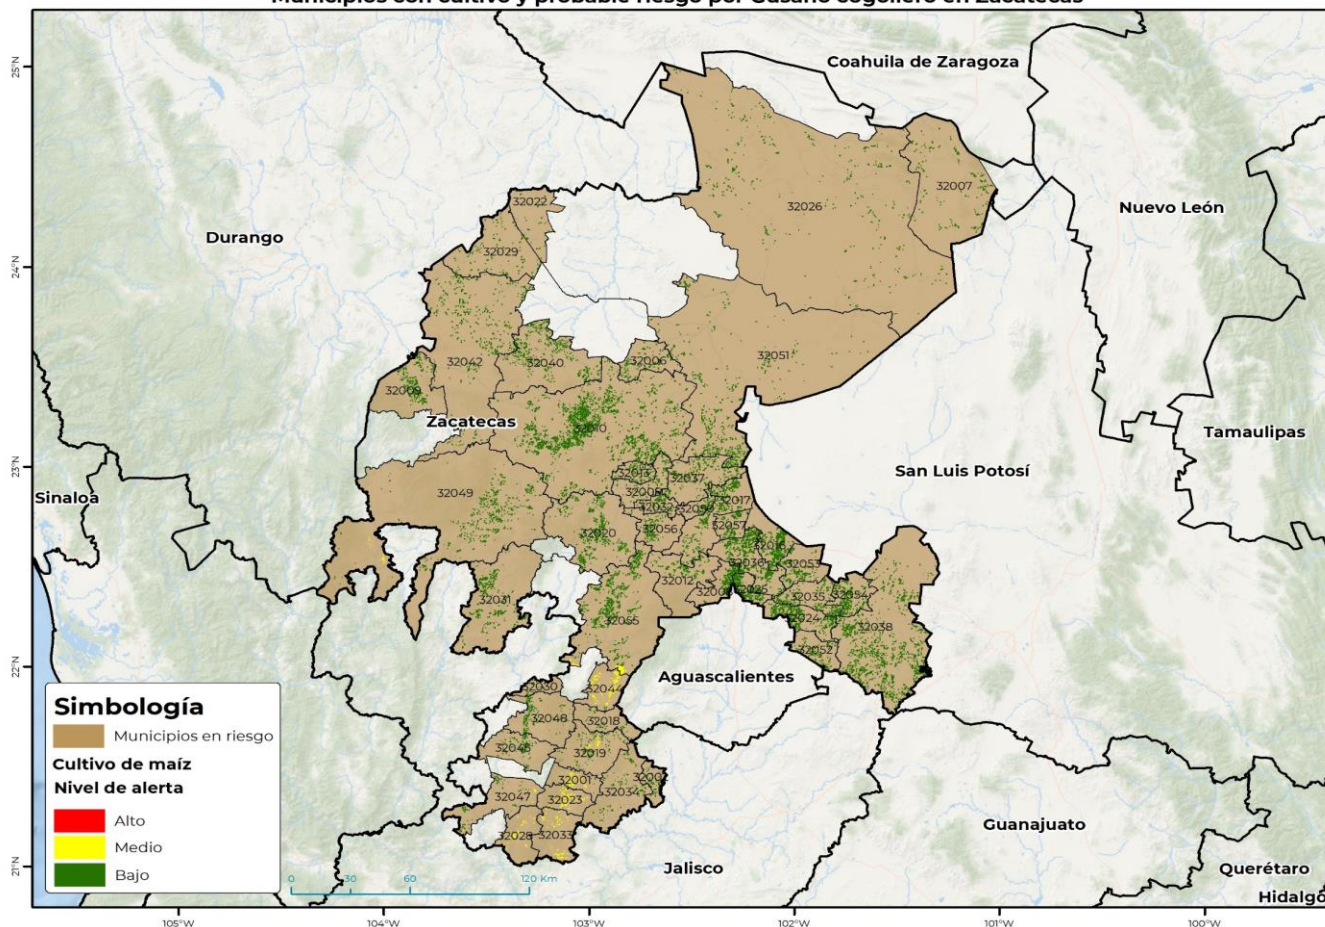 Municipios con cultivo y probable riesgo por Gusano cogollero en Zacatecas
Coahuila de Zaragoza
25°N
32007
32022
32026
Nuevo León
Durango
32029
24°N
32042
32040
32006
32051
32009
Zacatecas
Tamaulipas
23°N
San Luis Potosí
Sinaloa
32037
32049
32017
32057
32020
32056
32012
32053
32031
32035
32054
32024
32038
32055
32052
22°N
Aguascalientes
32030
32044
Simbología
32048
32018
Municipios en riesgo
Cultivo de maíz
32019
Nivel de alerta
32001
32002
32047
32023
32034
Alto
Guanajuato
Medio
32028
32033
21°N
Bajo
Jalisco
Querétaro
0 30 60 120 Km
Hidalgo
105°W 104°W 103°W 102°W 101°W 100°W